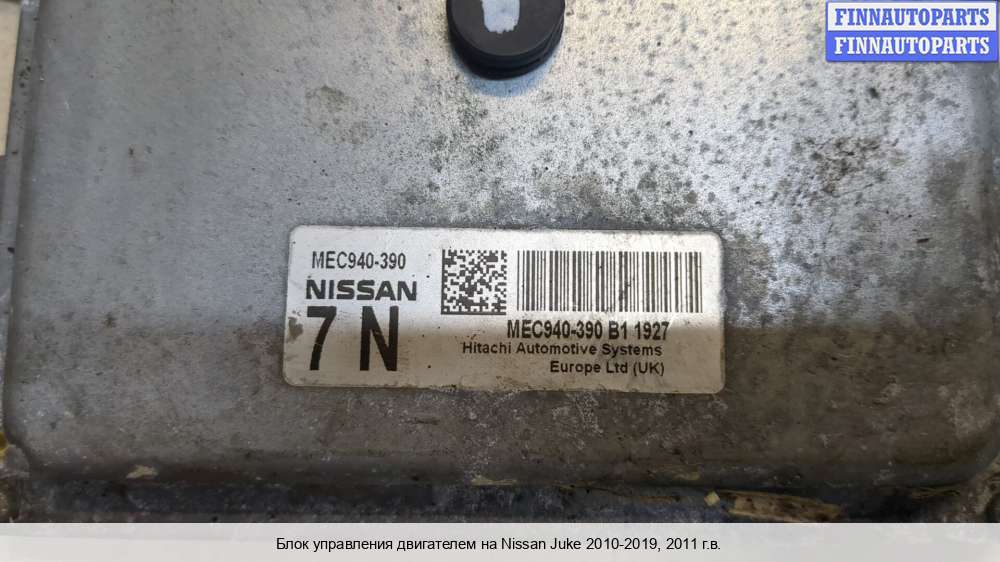 FINNAUTOPARTS
FINNAUTOPARTS
MEC940-390
NISSAN
7 N
MEC940-390 B1 1927
Hitachi Automotive Systems
Europe Ltd (UK)
Блок управления двигателем на Nissan Juke 2010-2019, 2011 г.в.